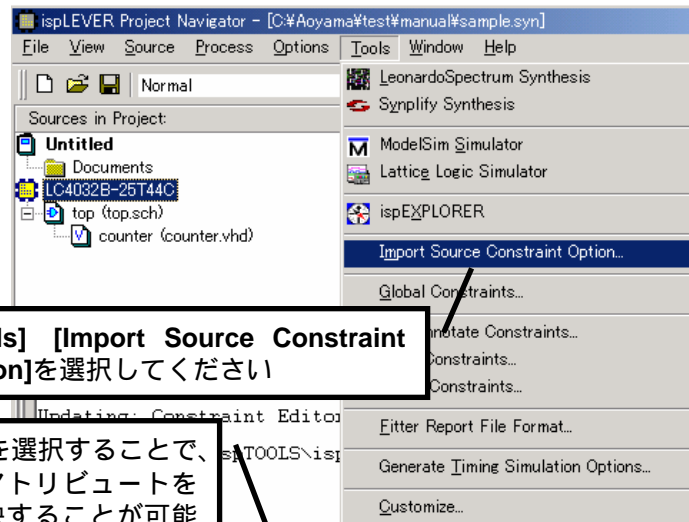 ispLEVER Project Navigator - [C:¥Aoyama¥test¥manual¥sample.syn]
File View Source Process Options Tools Window Help
Normal
Sources in Project:
Untitled
Documents
LC4032B-25T44C
top (top.sch)
counter (counter.vhd)
LeonardoSpectrum Synthesis
Synplify Synthesis
ModelSim Simulator
Lattice Logic Simulator
ispEXPLORER
Import Source Constraint Option...
Global Constraints...
Constraints...
Constraints...
Constraints...
Fitter Report File Format...
Generate Timing Simulation Options...
Customize...
[Import Source Constraint
を選択してください
Updating: Constraint Editor
を選択することで、
トリビュートを
することが可能